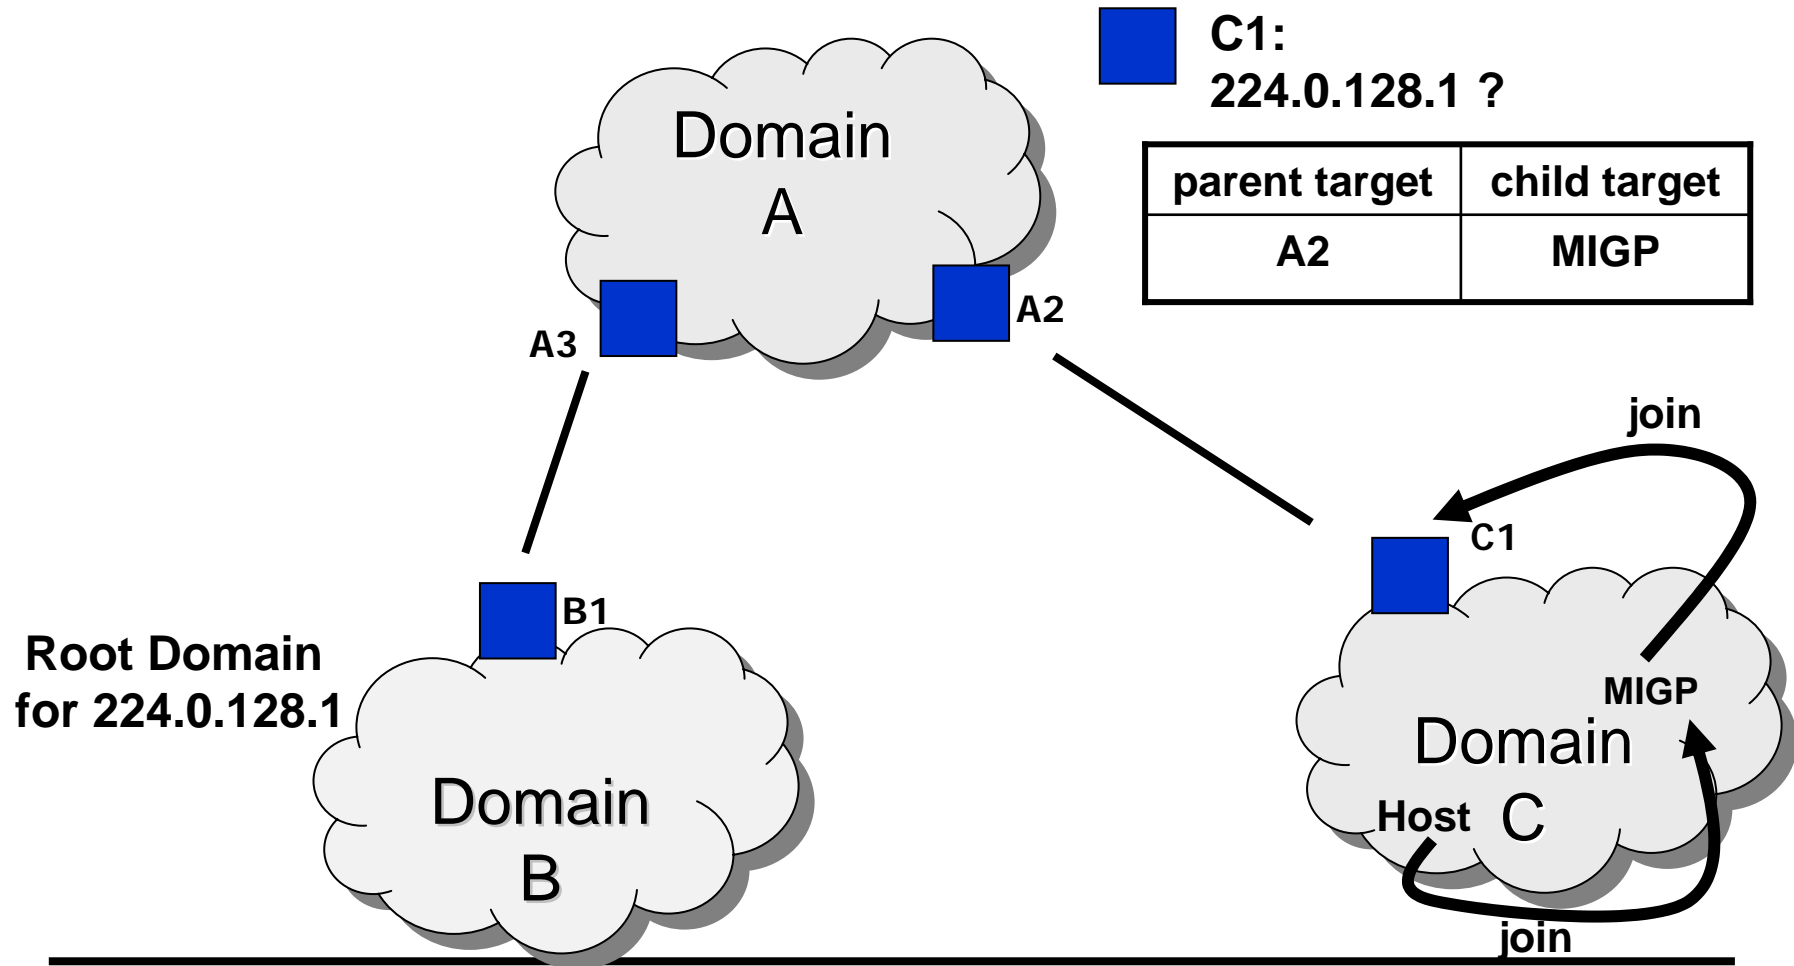 C1:
224.0.128.1 ?
Domain
A
parent target child target
A2 MIGP
A3
A2
join
C1
B1
Root Domain
for 224.0.128.1
MIGP
Domain
C
Host
Domain
B
join